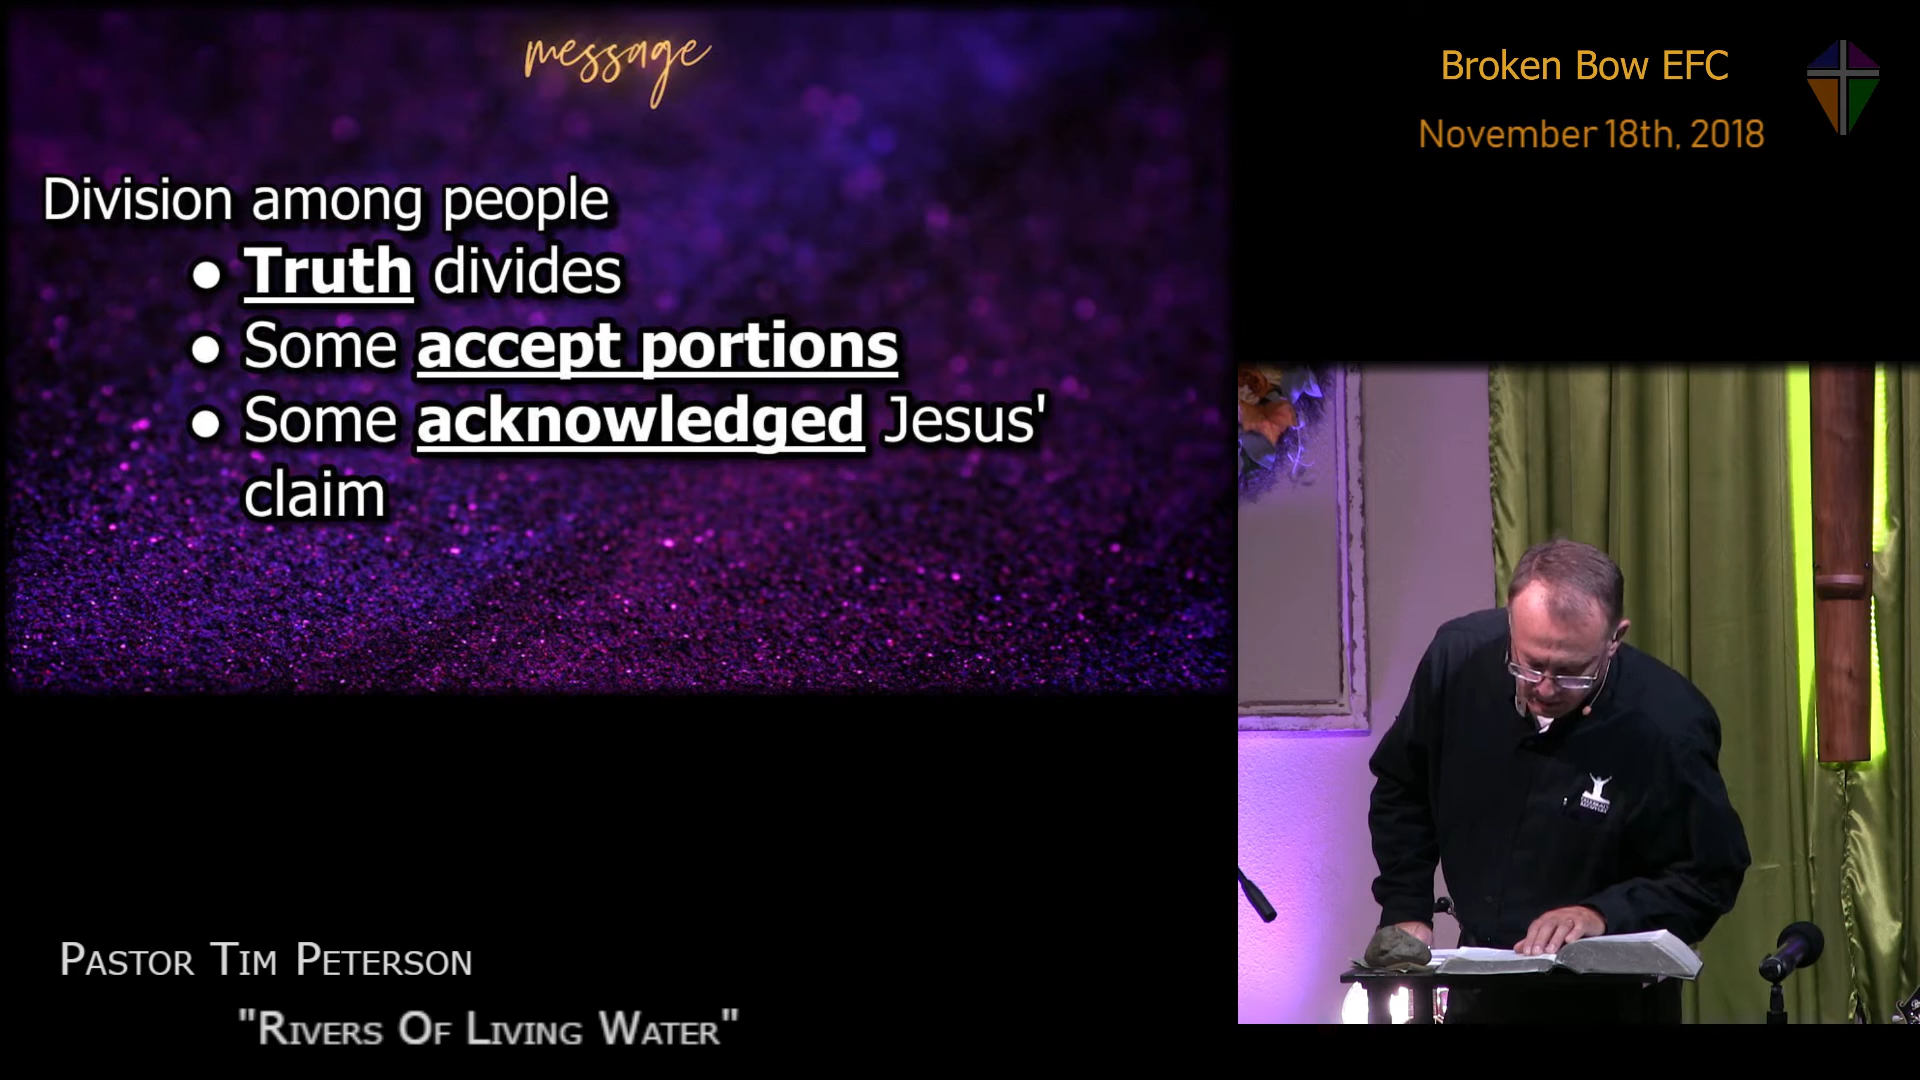 message
Division among people
● Truth divides
● Some accept portions
● Some acknowledged Jesus'
claim
Broken Bow EFC
November 18th, 2018
Pastor Tim Peterson
"Rivers Of Living Water"